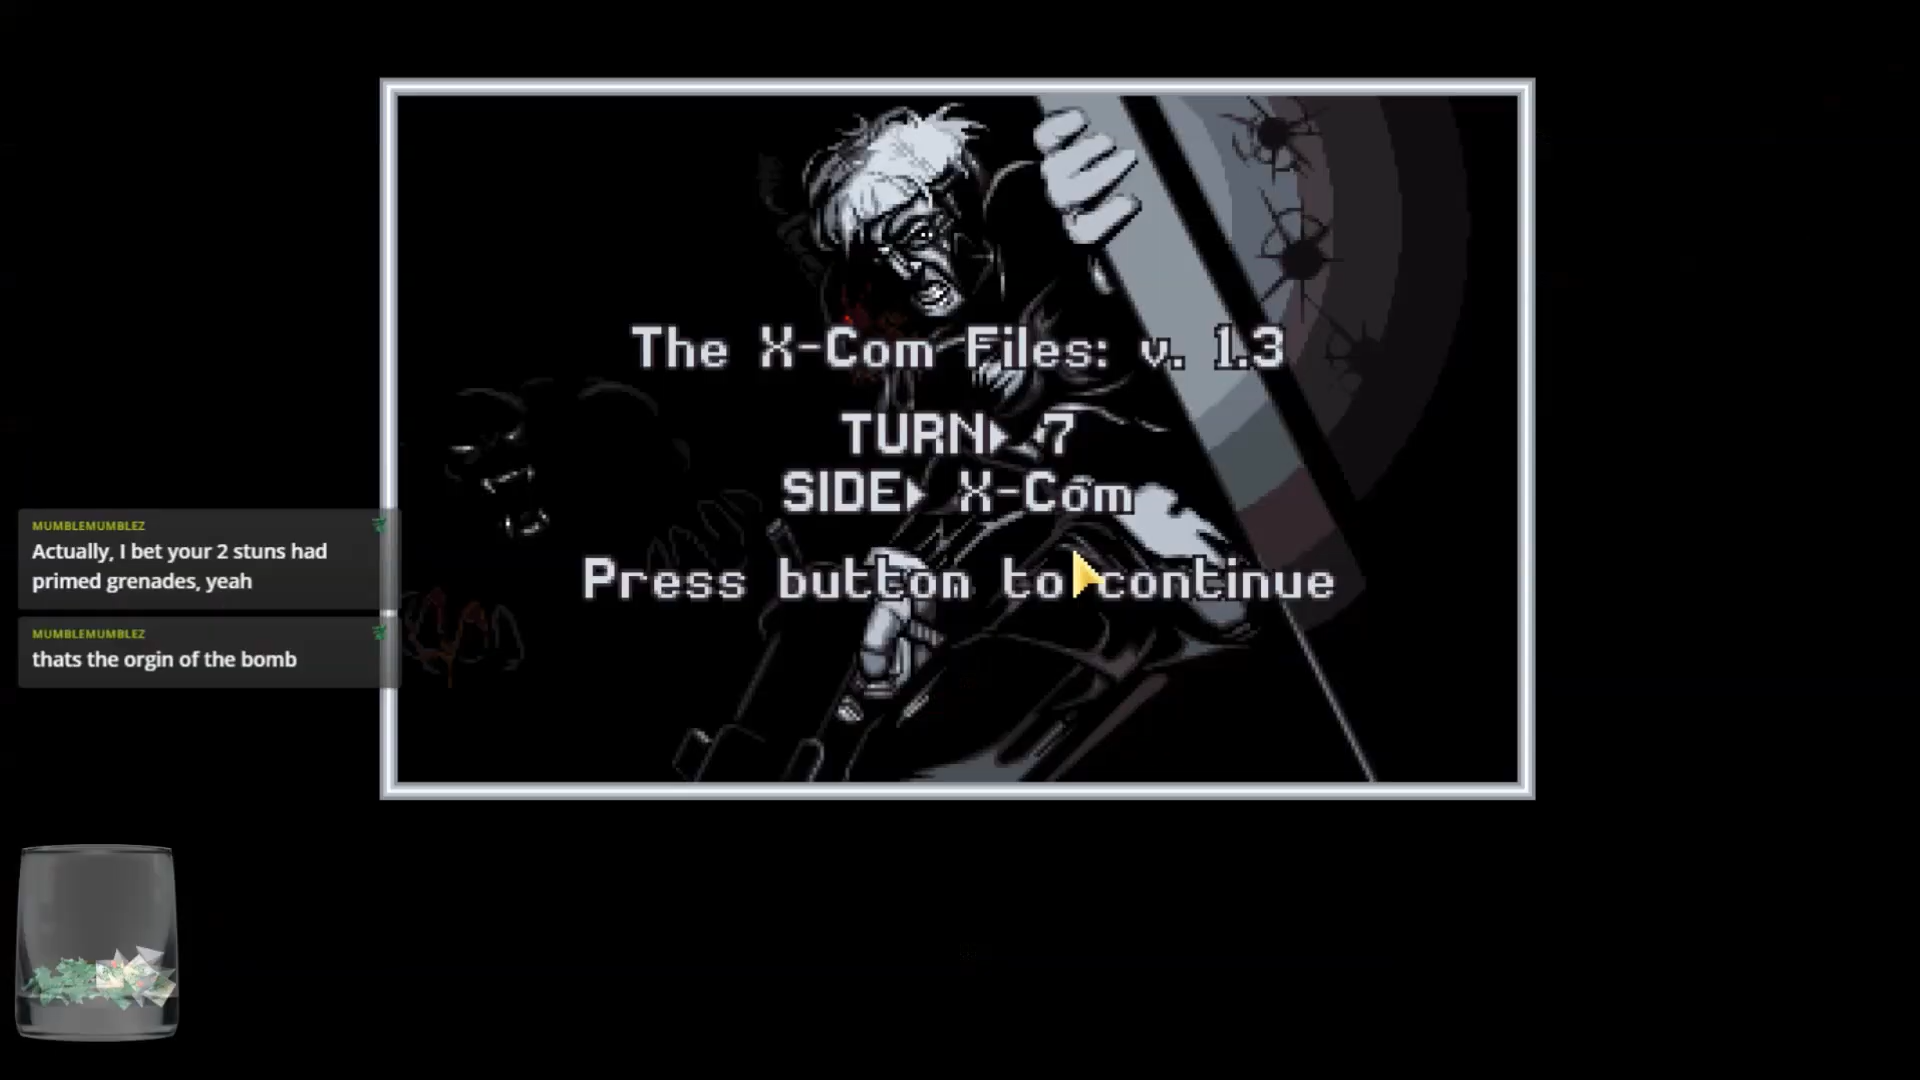 The X-Com Files: v. 1.3
TURN▸ 7
SIDE▸ X-Com
Press button to continue
MUMBLEMUMBLEZ
Actually, I bet your 2 stuns had
primed grenades, yeah
MUMBLEMUMBLEZ
thats the orgin of the bomb